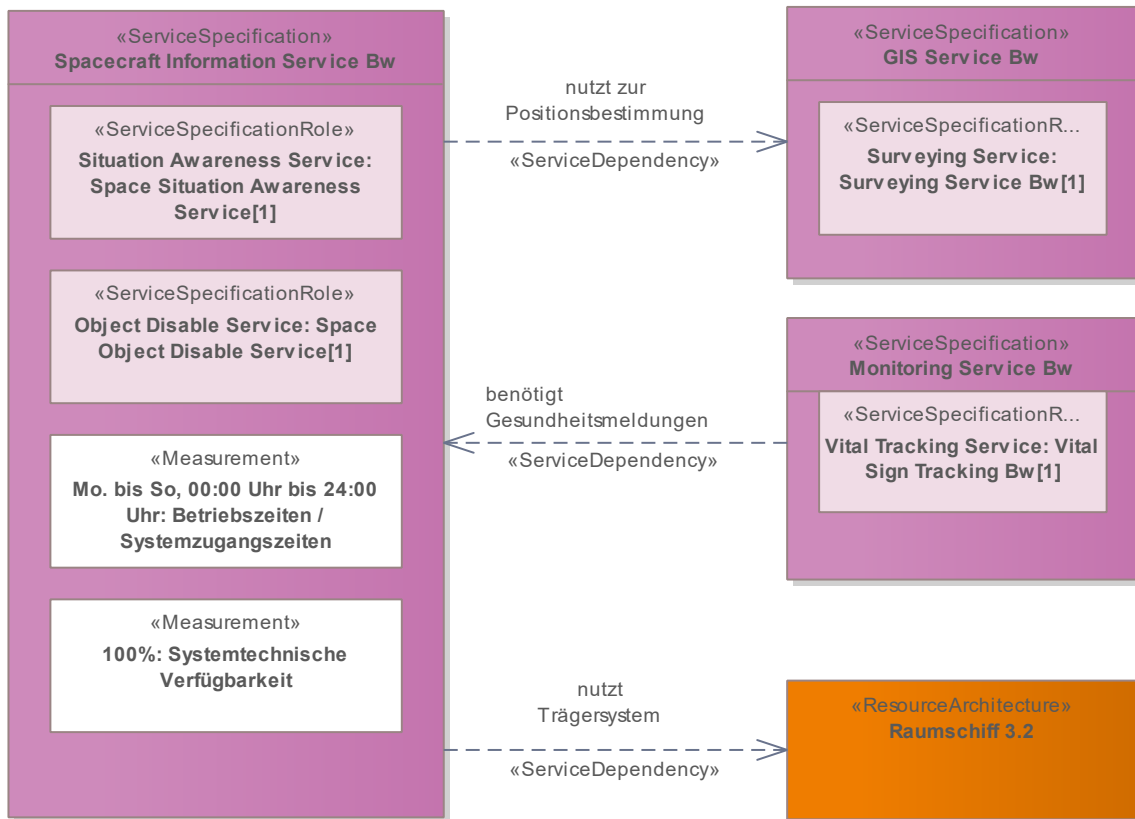 «ServiceSpecification»
Spacecraft Information Service Bw
«ServiceSpecificationRole»
Situation Awareness Service:
Space Situation Awareness
Service[1]
«ServiceSpecificationRole»
Object Disable Service: Space
Object Disable Service[1]
«Measurement»
Mo. bis So, 00:00 Uhr bis 24:00
Uhr: Betriebszeiten /
Systemzugangszeiten
«Measurement»
100%: Systemtechnische
Verfügbarkeit
nutzt zur
Positionsbestimmung
«ServiceDependency»
benötigt
Gesundheitsmeldungen
«ServiceDependency»
nutzt
Trägersystem
«ServiceDependency»
«ServiceSpecification»
GIS Service Bw
«ServiceSpecificationR...
Surveying Service:
Surveying Service Bw[1]
«ServiceSpecification»
Monitoring Service Bw
«ServiceSpecificationR...
Vital Tracking Service: Vital
Sign Tracking Bw[1]
«ResourceArchitecture»
Raumschiff 3.2